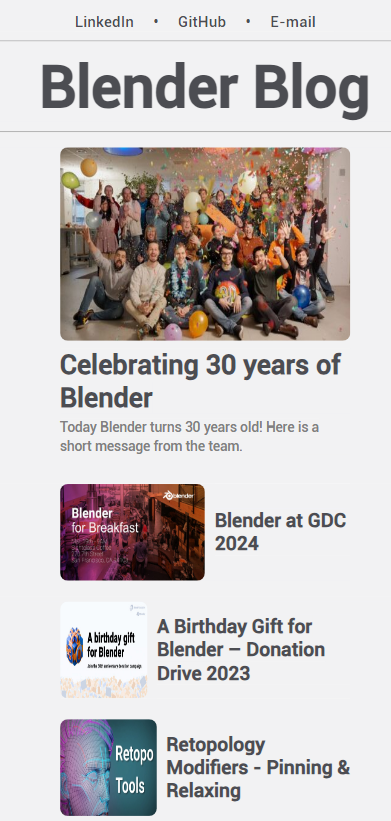 LinkedIn • GitHub • E-mail
Blender Blog
Celebrating 30 years of
Blender
Today Blender turns 30 years old! Here is a
short message from the team.
blender
Blender
for Breakfast
Blender at GDC
2024
A birthday gift
for Blender
A Birthday Gift for
Blender – Donation
Drive 2023
Retopo
Tools
Retopology
Modifiers - Pinning &
Relaxing